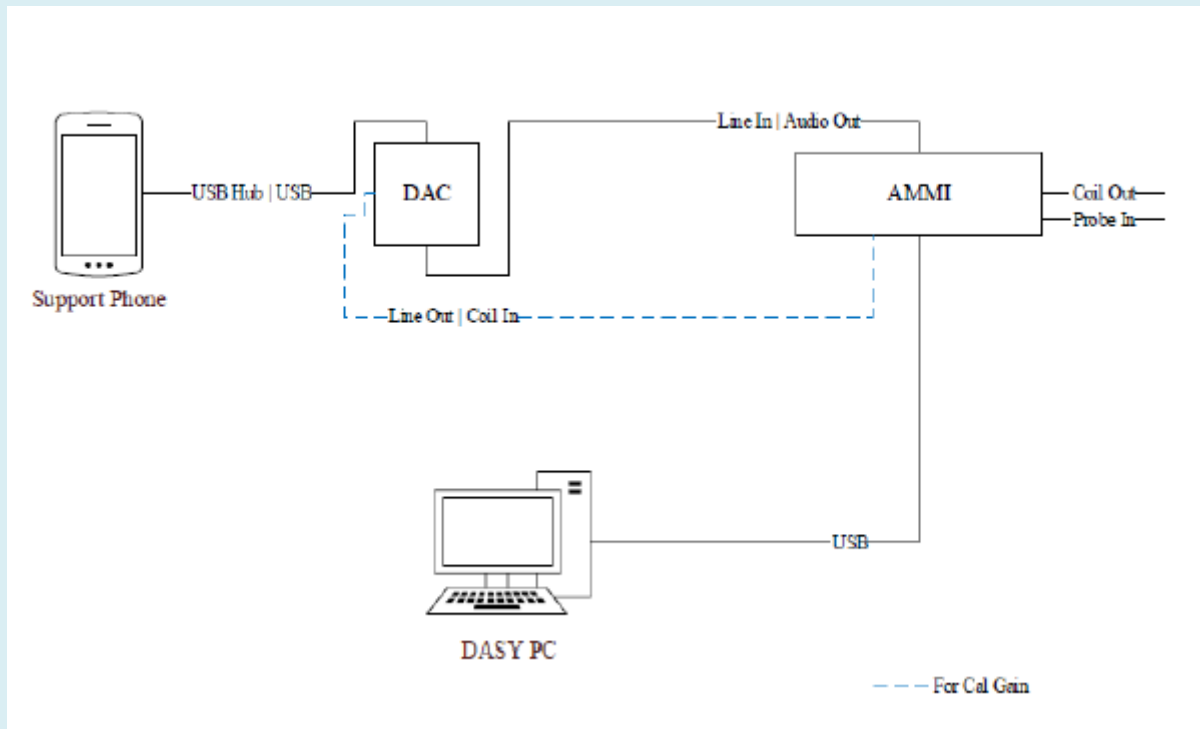 Line In | Audio Out
USB Hub | USB
DAC
AMMI
Coil Out
Probe In
Support Phone
Line Out | Coil In
USB
DASY PC
For Cal Gain